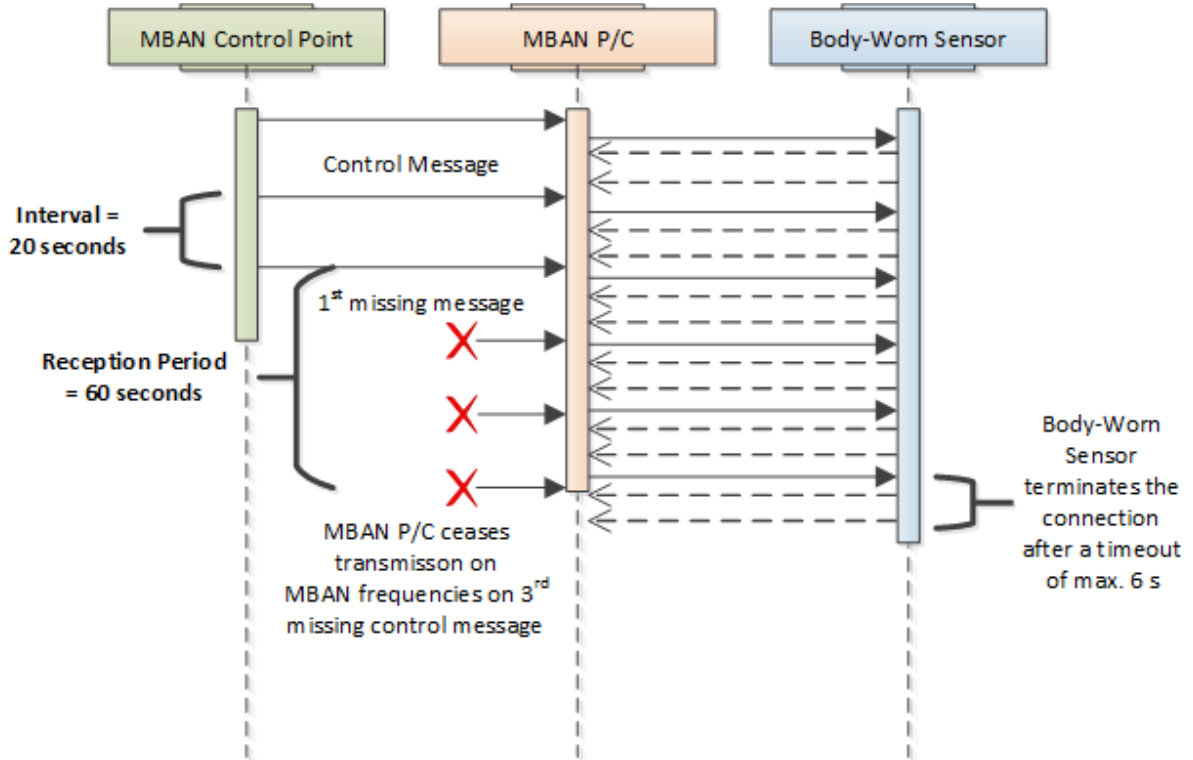 MBAN Control Point
MBAN P/C
Body-Worn Sensor
Control Message
Interval =
20 seconds
1st missing message
Reception Period
= 60 seconds
MBAN P/C ceases
transmisson on
MBAN frequencies on 3rd
missing control message
Body-Worn
Sensor
terminates the
connection
after a timeout
of max. 6 s